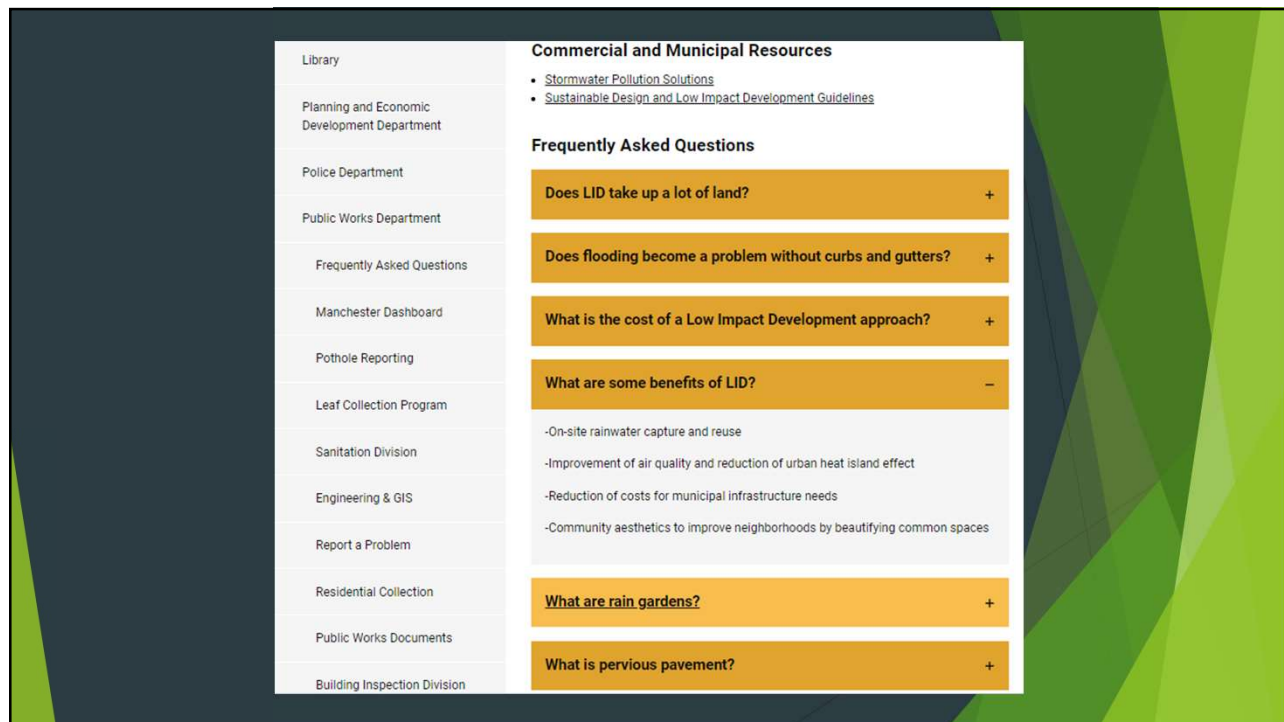 Library
Planning and Economic
Development Department
Police Department
Public Works Department
Frequently Asked Questions
Manchester Dashboard
Pothole Reporting
Leaf Collection Program
Sanitation Division
Engineering & GIS
Report a Problem
Residential Collection
Public Works Documents
Building Inspection Division
Commercial and Municipal Resources
• Stormwater Pollution Solutions
• Sustainable Design and Low Impact Development Guidelines
Frequently Asked Questions
Does LID take up a lot of land? +
Does flooding become a problem without curbs and gutters? +
What is the cost of a Low Impact Development approach? +
What are some benefits of LID? –
-On-site rainwater capture and reuse
-Improvement of air quality and reduction of urban heat island effect
-Reduction of costs for municipal infrastructure needs
-Community aesthetics to improve neighborhoods by beautifying common spaces
What are rain gardens? +
What is pervious pavement? +